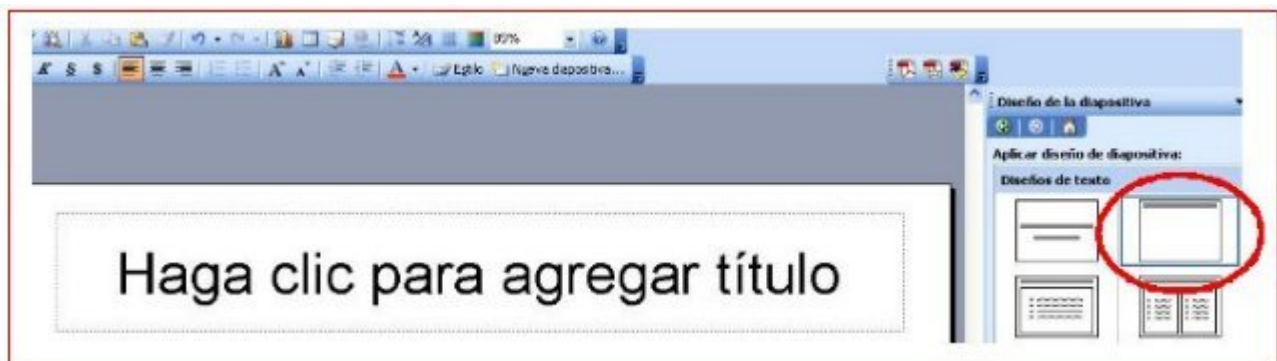 89%
K S S A A A Estilo Nueva diapositiva...
Diseño de la diapositiva
Aplicar diseño de diapositiva:
Diseños de texto
Haga clic para agregar título